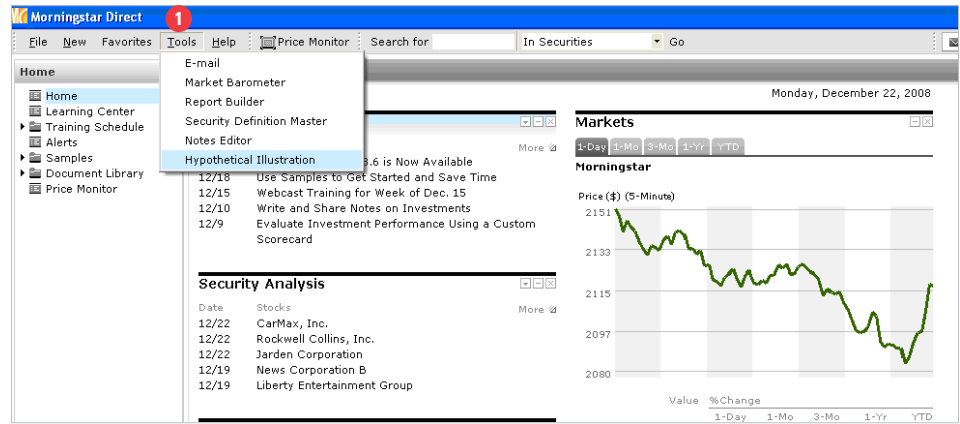 Morningstar Direct
1
File New Favorites Tools Help Price Monitor Search for In Securities Go
Home
Home
Learning Center
Training Schedule
Alerts
Samples
Document Library
Price Monitor
E-mail
Market Barometer
Report Builder
Security Definition Master
Notes Editor
Hypothetical Illustration
Monday, December 22, 2008
More
3.6 is Now Available
12/18 Use Samples to Get Started and Save Time
12/15 Webcast Training for Week of Dec. 15
12/10 Write and Share Notes on Investments
12/9 Evaluate Investment Performance Using a Custom
Scorecard
Security Analysis
Date Stocks More
12/22 CarMax, Inc.
12/22 Rockwell Collins, Inc.
12/22 Jarden Corporation
12/19 News Corporation B
12/19 Liberty Entertainment Group
Markets
1-Day 1-Mo 3-Mo 1-Yr YTD
Morningstar
Price ($) (5-Minute)
2151
2133
2115
2097
2080
Value %Change
1-Day 1-Mo 3-Mo 1-Yr YTD